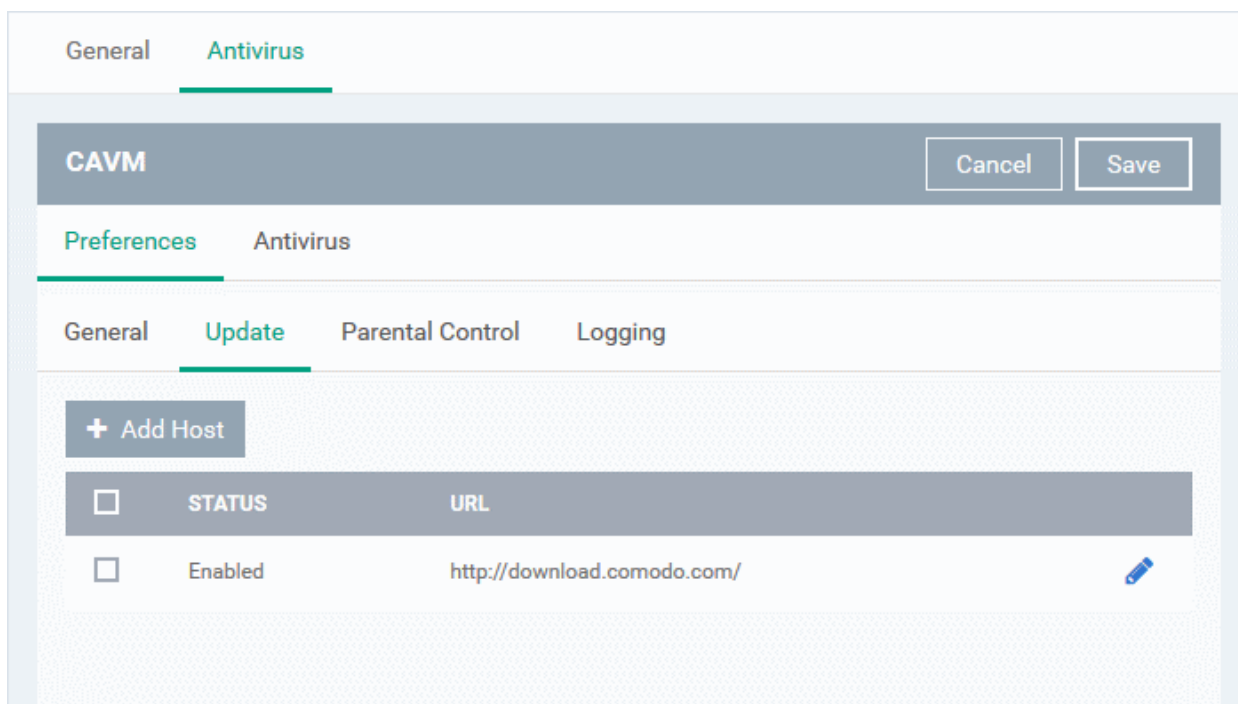 General Antivirus
CAVM Cancel Save
Preferences Antivirus
General Update Parental Control Logging
+ Add Host
STATUS URL
Enabled http://download.comodo.com/